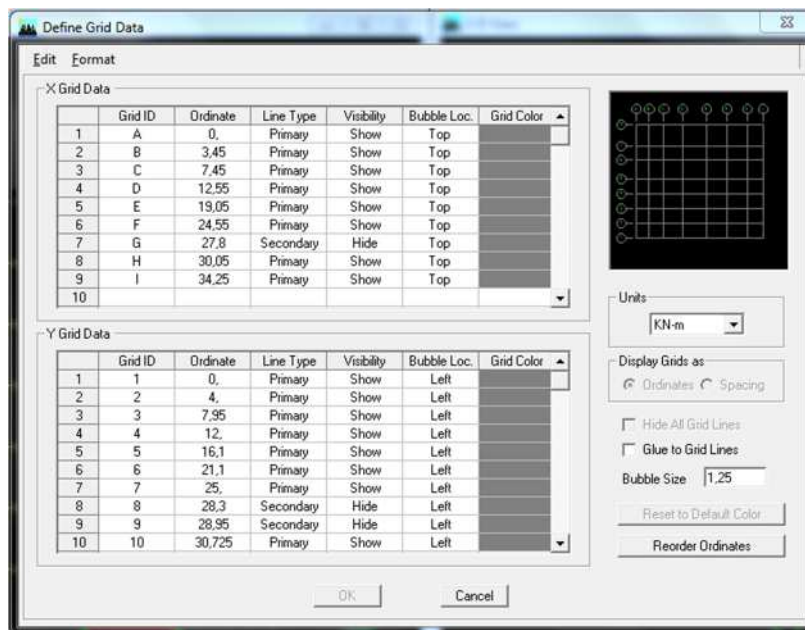 Define Grid Data
Edit Format
X Grid Data
Grid ID Ordinate Line Type Visibility Bubble Loc. Grid Color
1 A 0, Primary Show Top
2 B 3,45 Primary Show Top
3 C 7,45 Primary Show Top
4 D 12,55 Primary Show Top
5 E 19,05 Primary Show Top
6 F 24,55 Primary Show Top
7 G 27,8 Secondary Hide Top
8 H 30,05 Primary Show Top
9 I 34,25 Primary Show Top
10
Y Grid Data
Grid ID Ordinate Line Type Visibility Bubble Loc. Grid Color
1 1 0, Primary Show Left
2 2 4, Primary Show Left
3 3 7,95 Primary Show Left
4 4 12, Primary Show Left
5 5 16,1 Primary Show Left
6 6 21,1 Primary Show Left
7 7 25, Primary Show Left
8 8 28,3 Secondary Hide Left
9 9 28,95 Secondary Hide Left
10 10 30,725 Primary Show Left
Units
KN-m
Display Grids as
Ordinates Spacing
Hide All Grid Lines
Glue to Grid Lines
Bubble Size 1,25
Reset to Default Color
Reorder Ordinates
OK Cancel